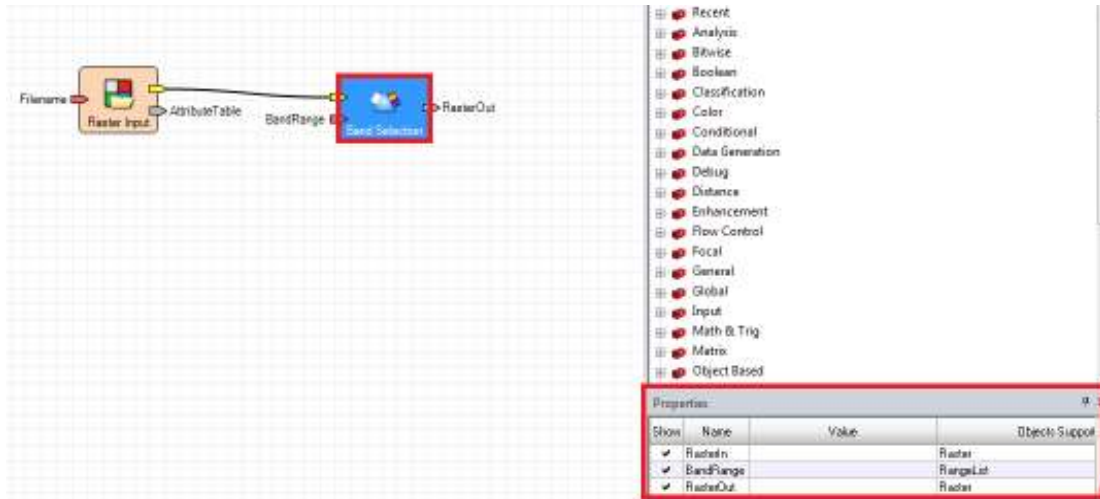 Filename
Raster Input
AttributeTable
BandRange
Band Selection
RasterOut
Recent
Analysis
Bitwise
Boolean
Classification
Color
Conditional
Data Generation
Debug
Distance
Enhancement
Flow Control
Focal
General
Global
Input
Math & Trig
Matrix
Object Based
Properties
Show Name Value Objects Support
RasterIn Raster
BandRange RangeList
RasterOut Raster